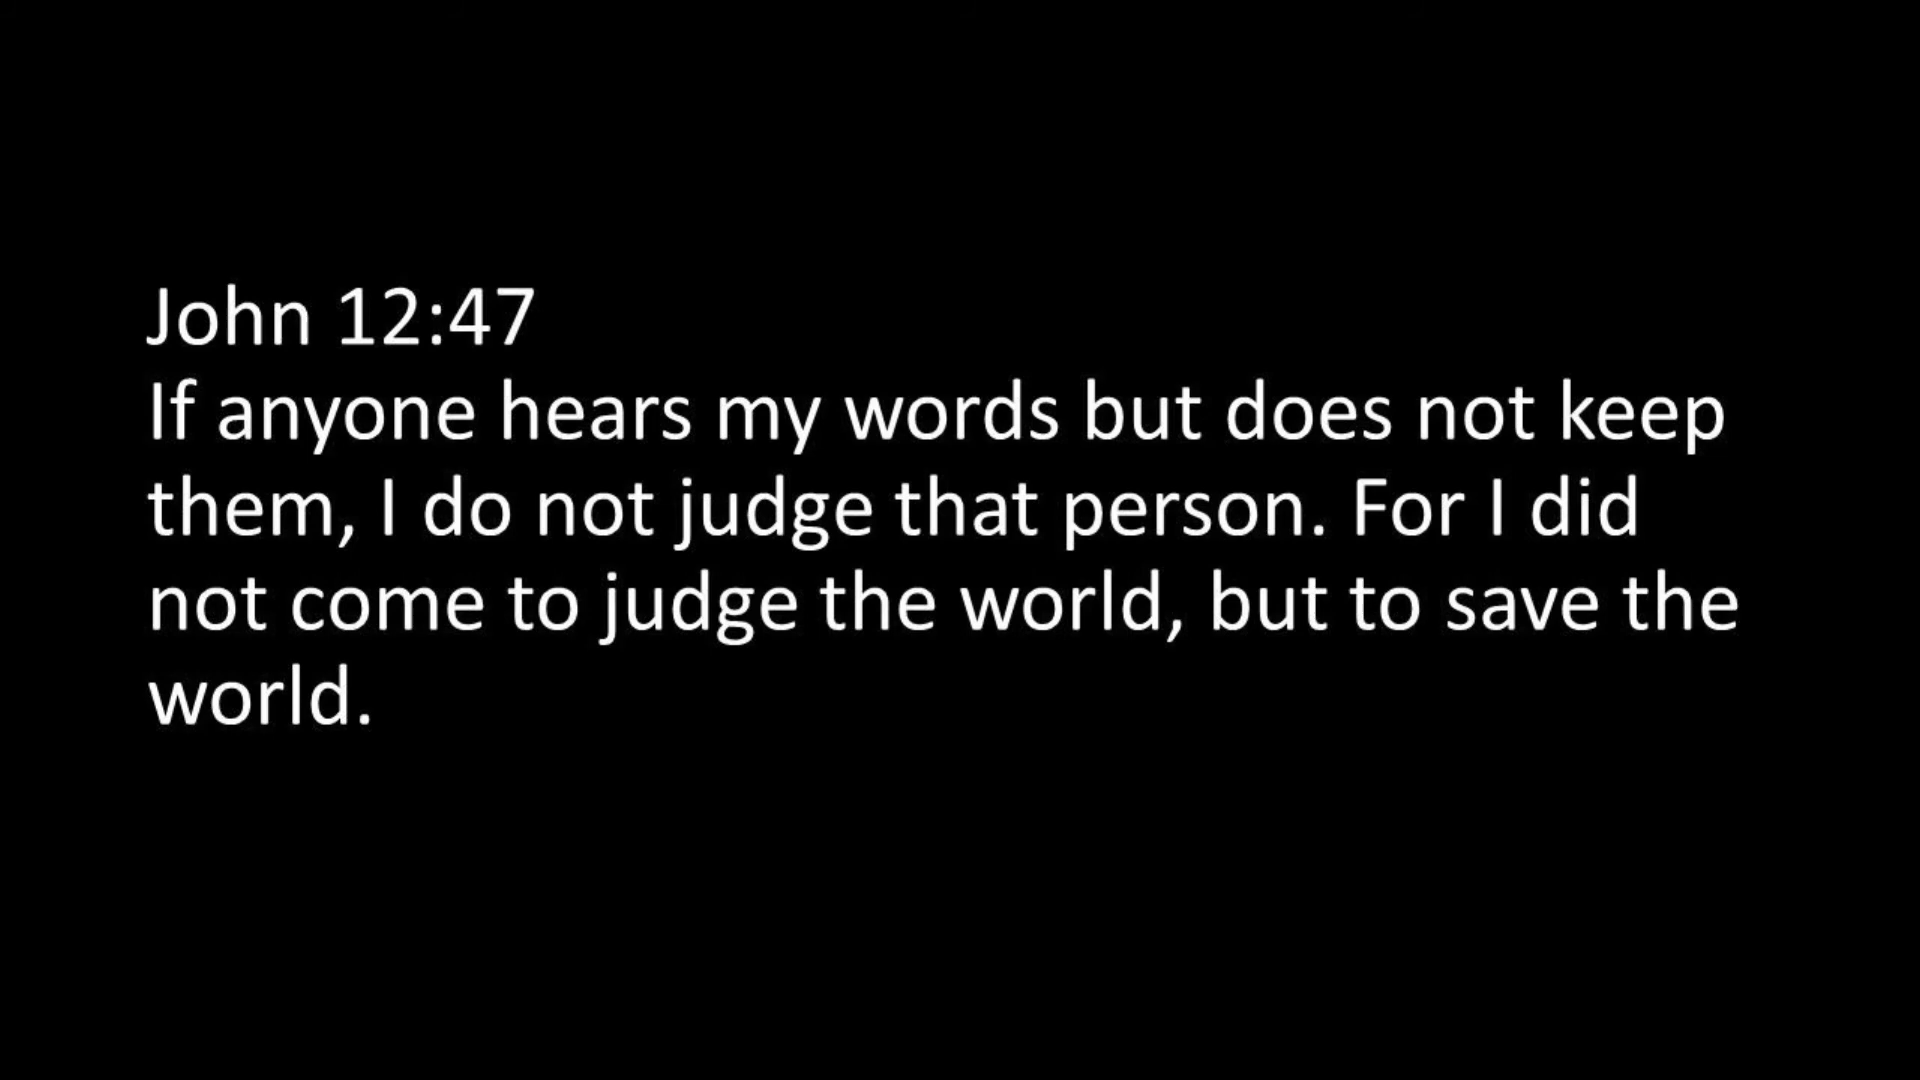 John 12:47
If anyone hears my words but does not keep
them, I do not judge that person. For I did
not come to judge the world, but to save the
world.